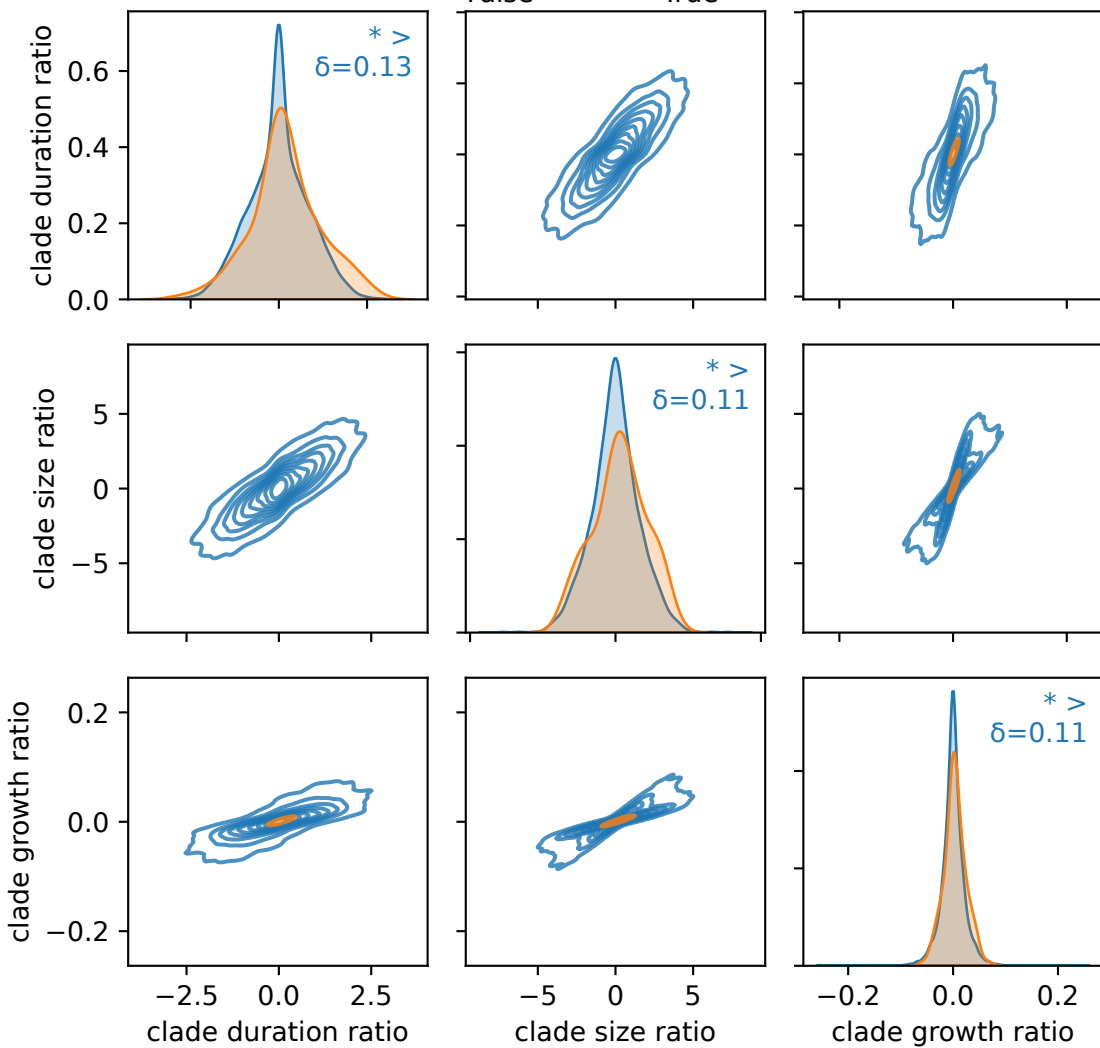 clade duration ratio
0.6
0.4
0.2
0.0
* >
δ=0.13
clade size ratio
5
0
−5
* >
δ=0.11
clade growth ratio
0.2
0.0
−0.2
* >
δ=0.11
−2.5 0.0 2.5
−5 0 5
−0.2 0.0 0.2
clade duration ratio
clade size ratio
clade growth ratio